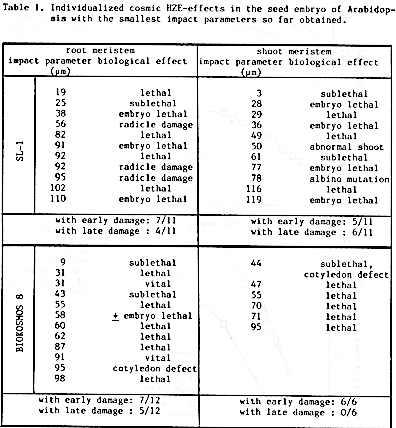 Table 1. Individualized cosmic HZE-effects in the seed embryo of Arabidop-
sis with the smallest impact parameters so far obtained.
root meristem shoot meristem
impact parameter biological effect impact parameter biological effect
(μm) (μm)
SL-1
19 lethal 3 sublethal
25 sublethal 28 embryo lethal
38 embryo lethal 29 lethal
56 radicle damage 36 embryo lethal
82 lethal 49 lethal
91 embryo lethal 50 abnormal shoot
92 lethal 61 sublethal
92 radicle damage 77 embryo lethal
95 radicle damage 78 albino mutation
102 lethal 116 lethal
110 embryo lethal 119 embryo lethal
with early damage: 7/11 with early damage: 5/11
with late damage : 4/11 with late damage : 6/11
BIOKOSMOS 8
9 sublethal 44 sublethal,
31 lethal cotyledon defect
31 vital 47 lethal
43 sublethal 55 lethal
55 lethal 70 lethal
58 ± embryo lethal 71 lethal
60 lethal 95 lethal
62 lethal
87 lethal
91 vital
95 cotyledon defect
98 lethal
with early damage: 7/12 with early damage: 6/6
with late damage : 5/12 with late damage : 0/6